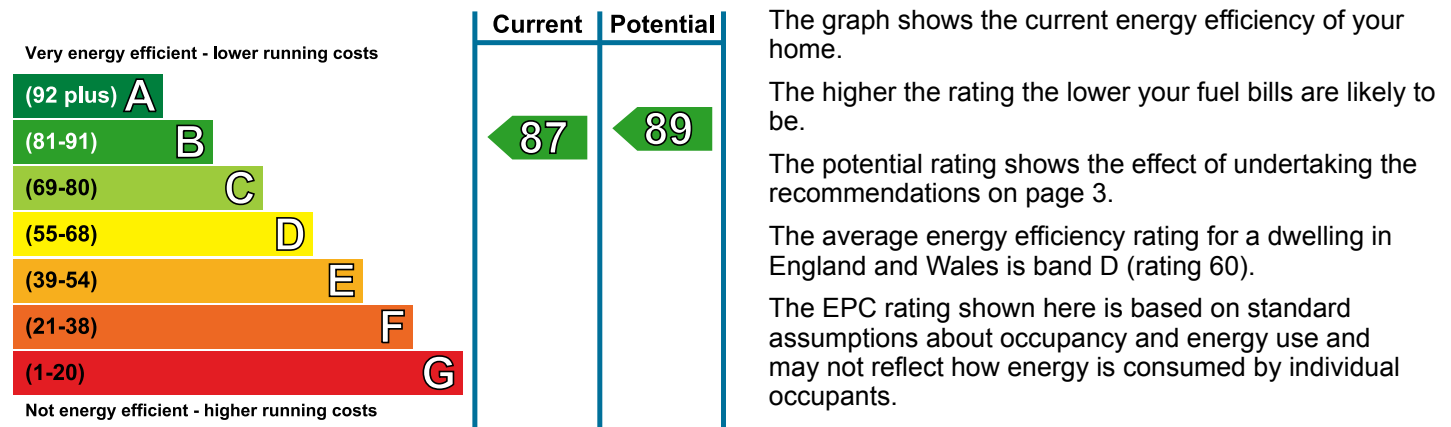 Current Potential
Very energy efficient - lower running costs
(92 plus) A
(81-91) B
(69-80) C
(55-68) D
(39-54) E
(21-38) F
(1-20) G
Not energy efficient - higher running costs
87
89
The graph shows the current energy efficiency of your
home.
The higher the rating the lower your fuel bills are likely to
be.
The potential rating shows the effect of undertaking the
recommendations on page 3.
The average energy efficiency rating for a dwelling in
England and Wales is band D (rating 60).
The EPC rating shown here is based on standard
assumptions about occupancy and energy use and
may not reflect how energy is consumed by individual
occupants.